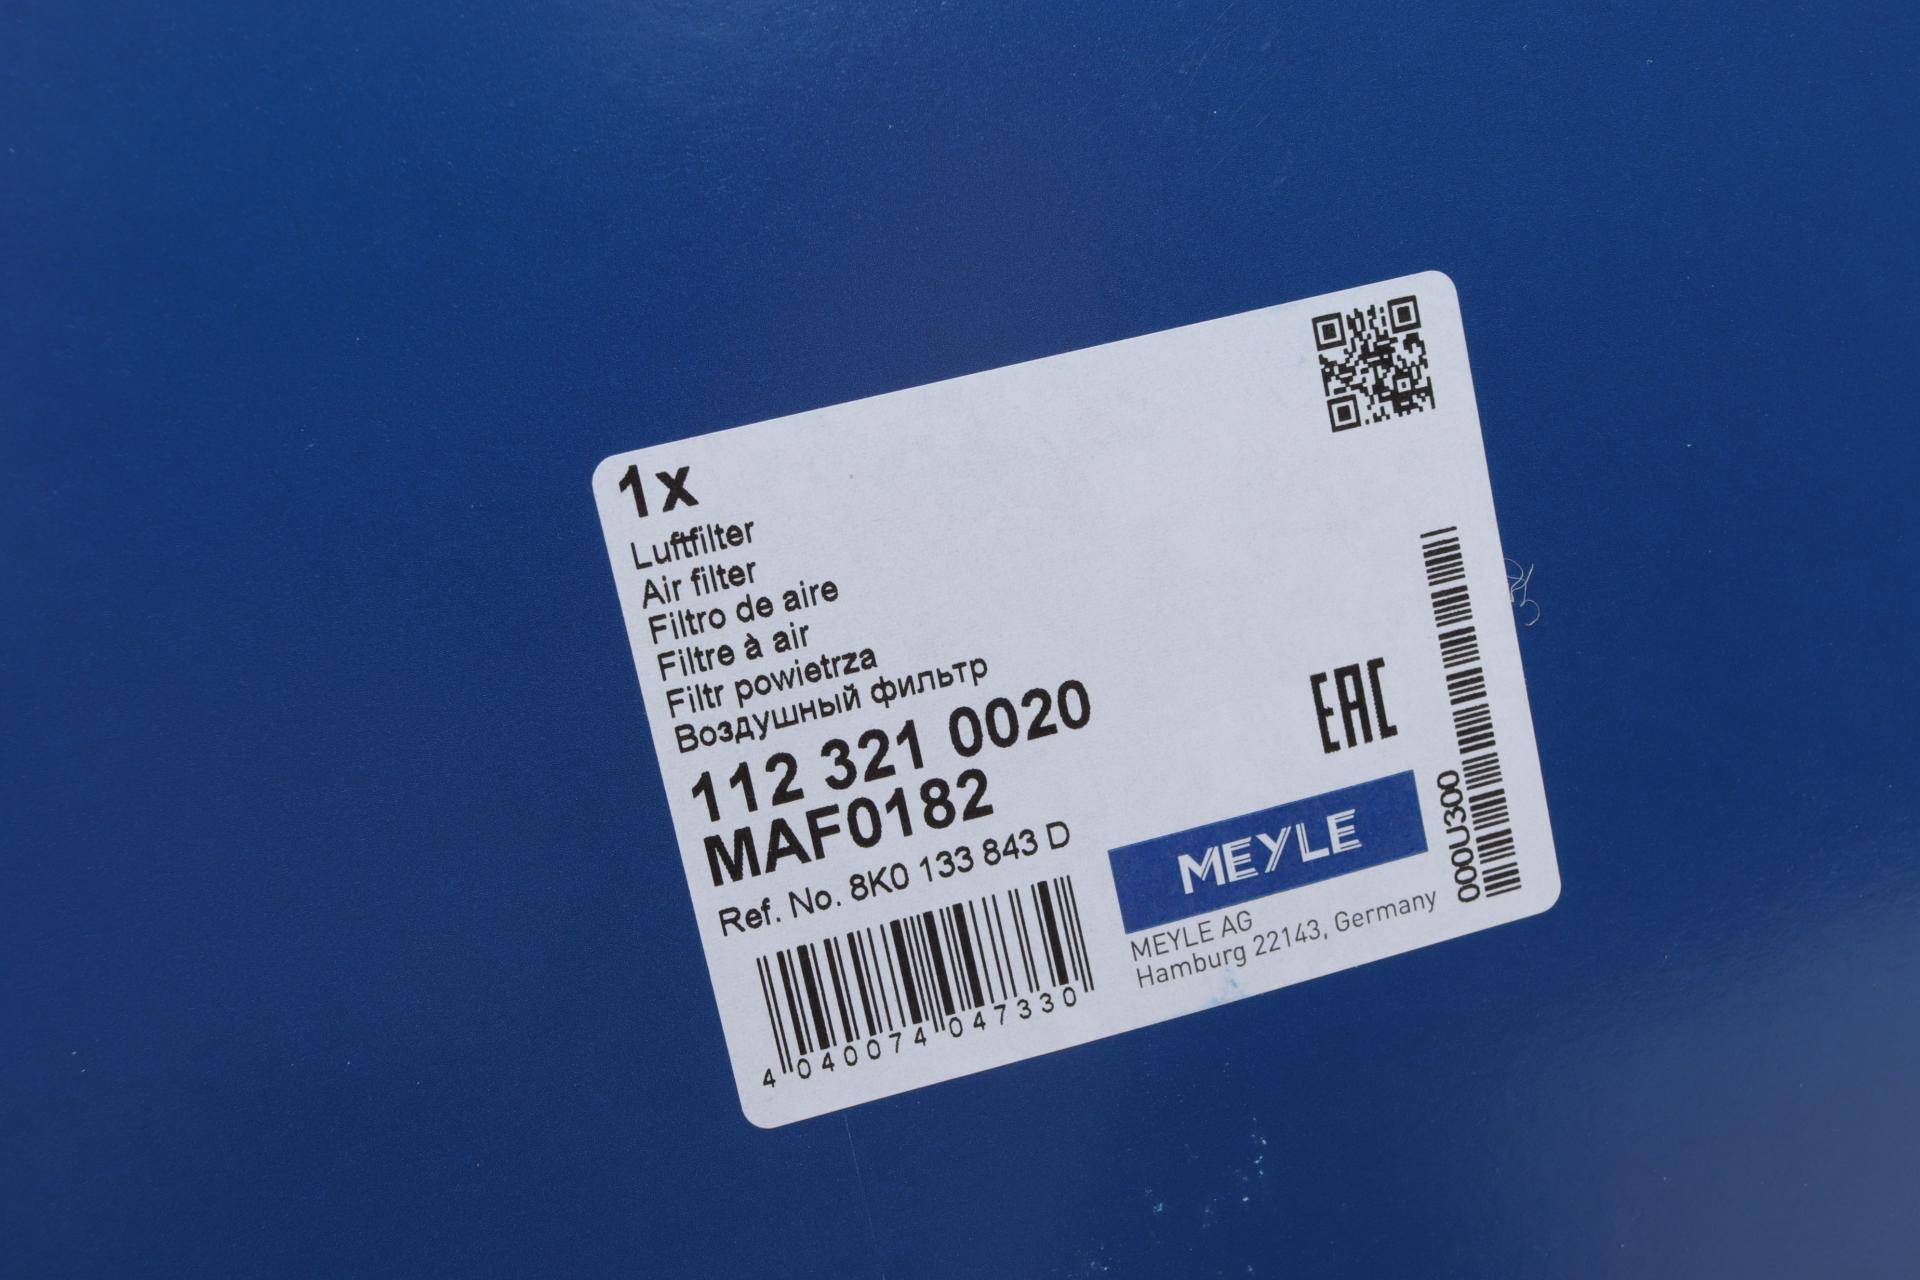 1x
Luftfilter
Air filter
Filtro de aire
Filtre à air
Filtr powietrza
Воздушный фильтр
112 321 0020
MAF0182
Ref. No. 8K0 133 843 D
4 040074 047330
EAC
MEYLE
MEYLE AG
Hamburg 22143, Germany
000U300